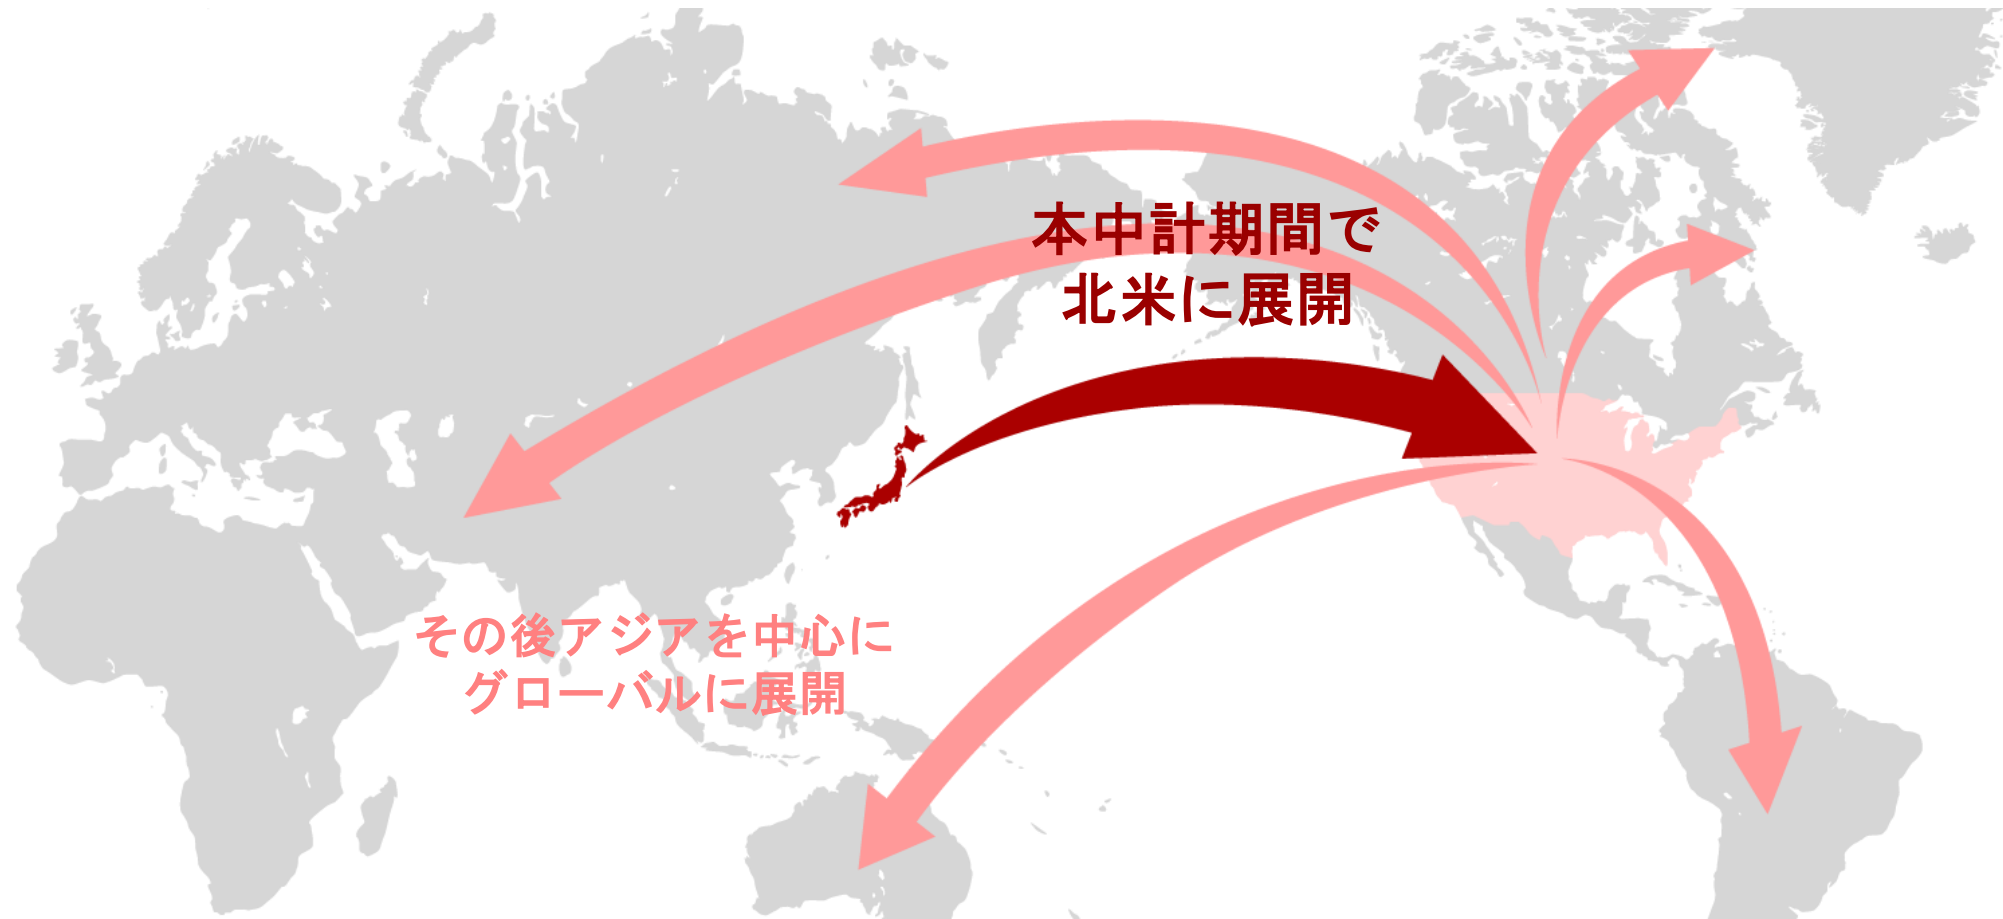 本中計期間で
北米に展開
その後アジアを中心に
グローバルに展開